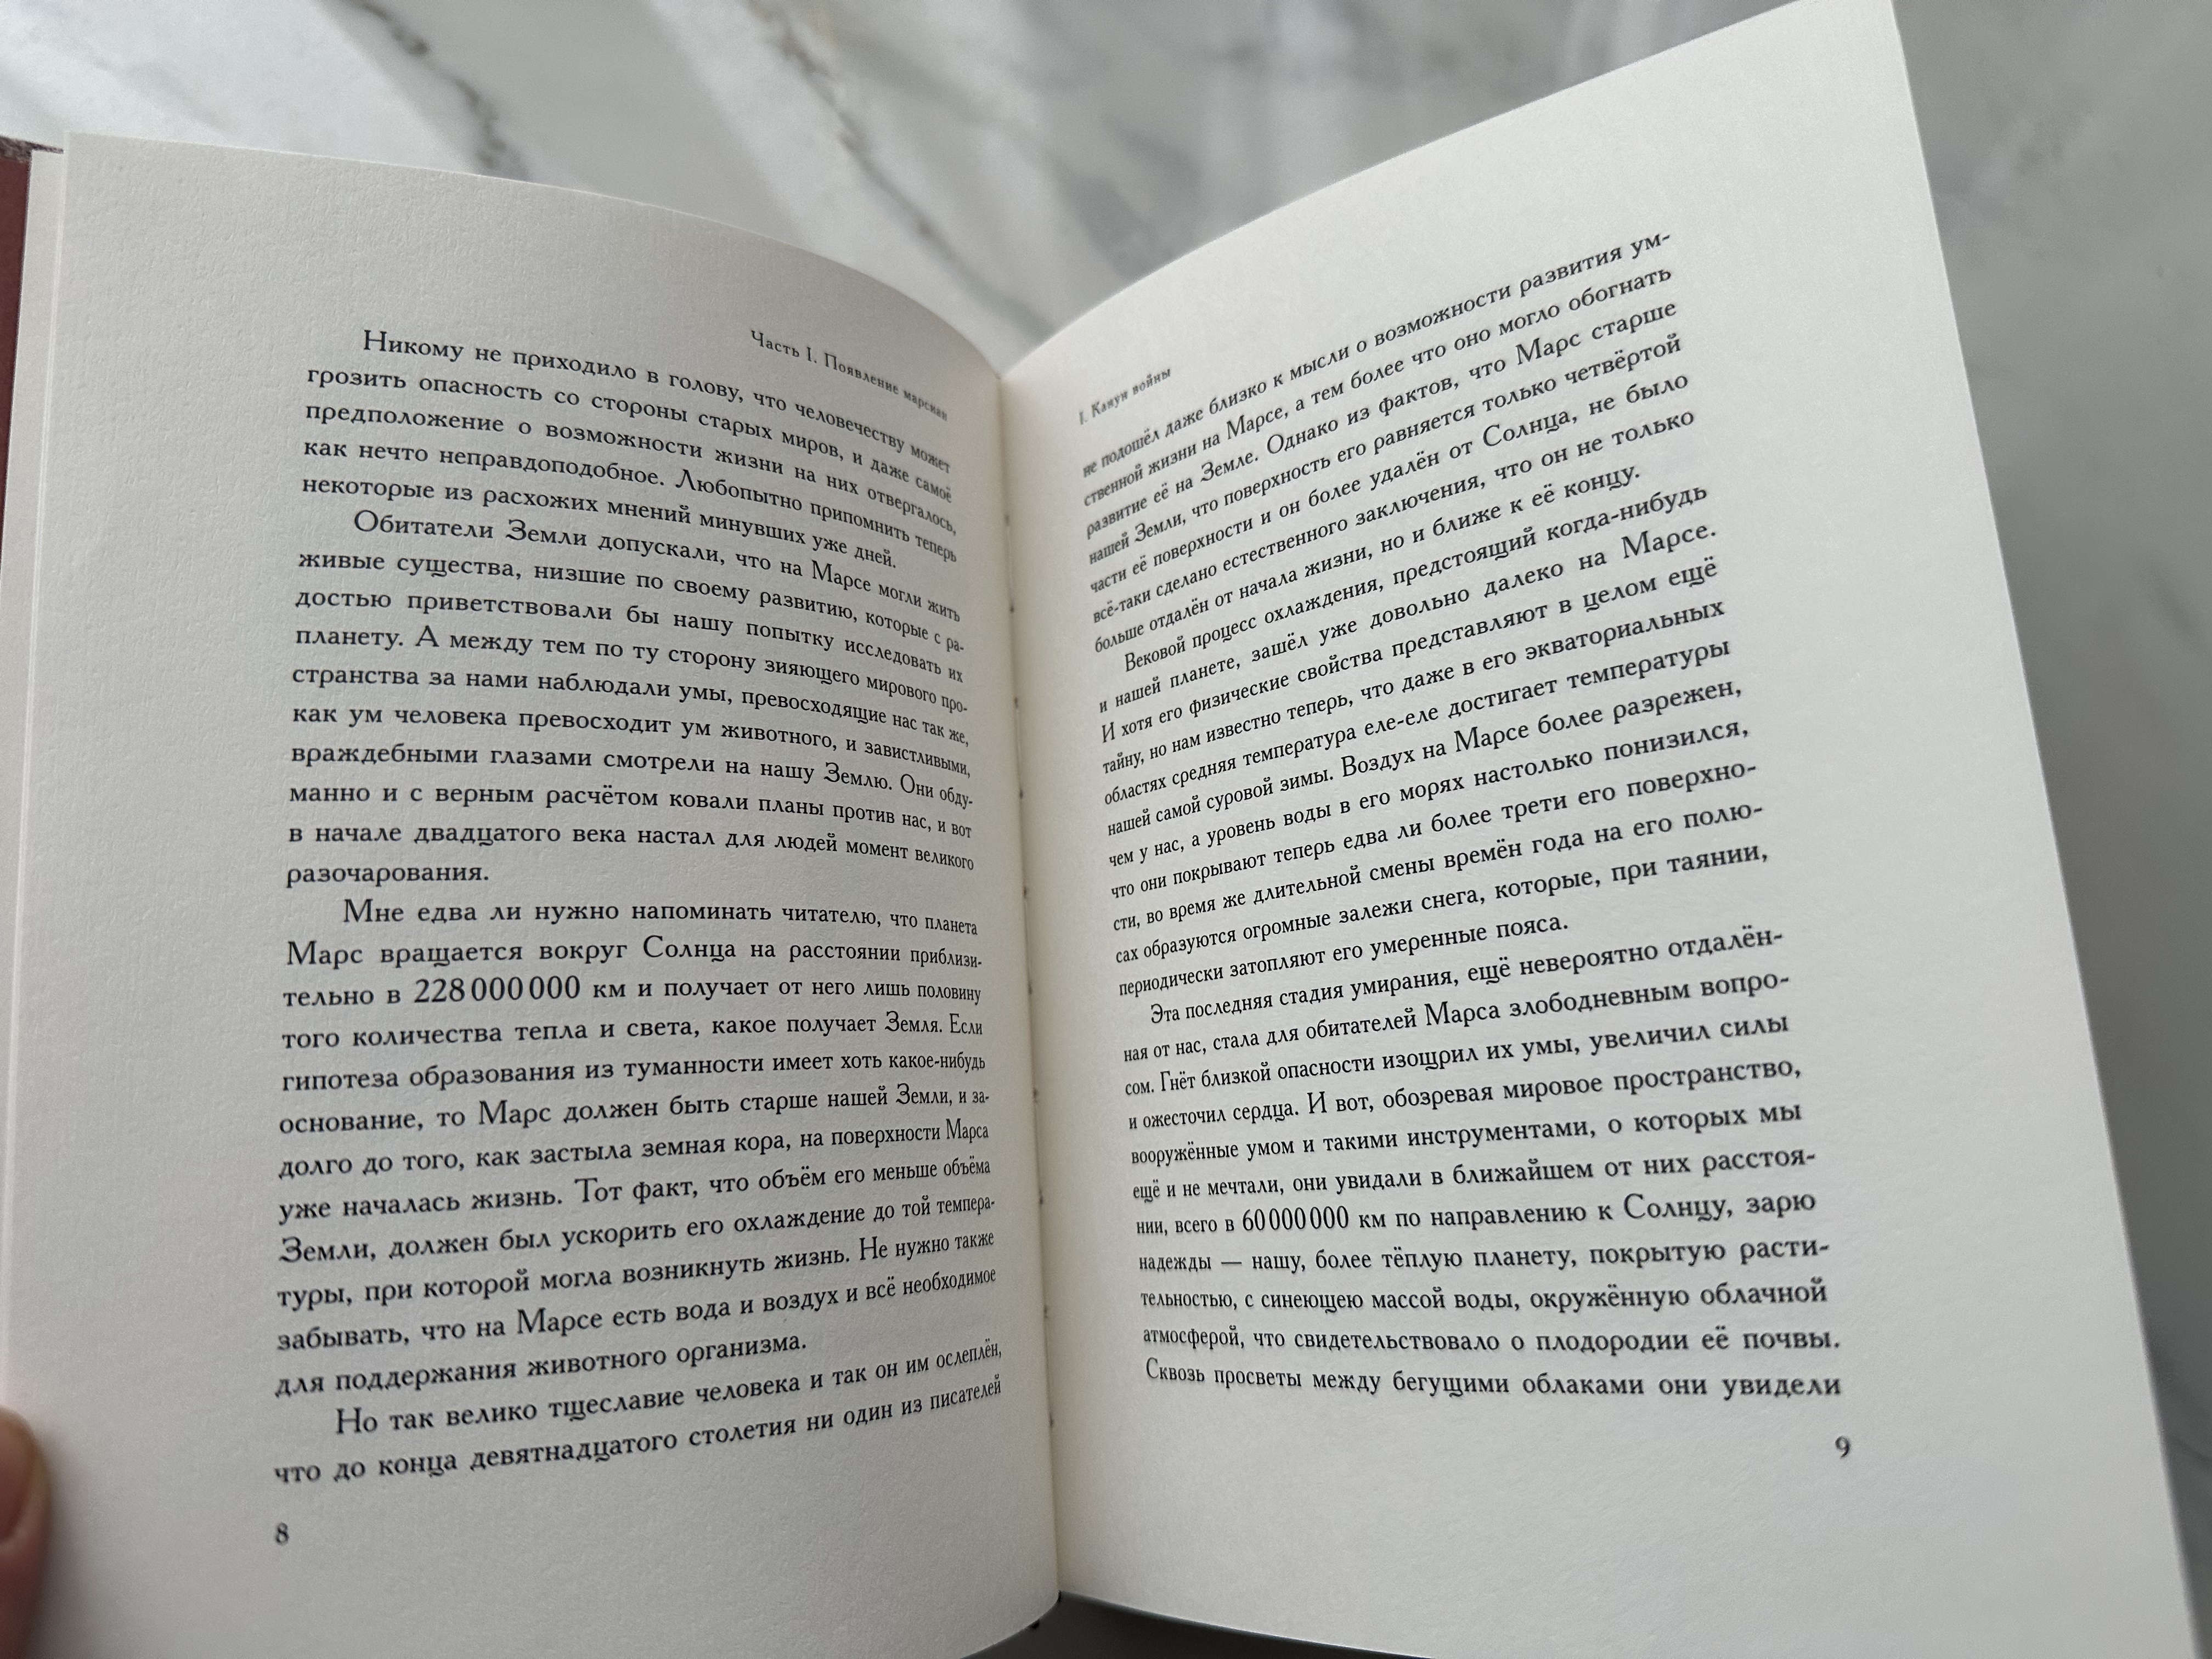 Часть I. Появление марсиан
Никому не приходило в голову, что человечеству может
грозить опасность со стороны старых миров, и даже самоё
предположение о возможности жизни на них отвергалось,
как нечто неправдоподобное. Любопытно припомнить теперь
некоторые из расхожих мнений минувших уже дней.
Обитатели Земли допускали, что на Марсе могли жить
живые существа, низшие по своему развитию, которые с ра-
достью приветствовали бы нашу попытку исследовать их
планету. А между тем по ту сторону зияющего мирового про-
странства за нами наблюдали умы, превосходящие нас так же,
как ум человека превосходит ум животного, и завистливыми,
враждебными глазами смотрели на нашу Землю. Они обду-
манно и с верным расчётом ковали планы против нас, и вот
в начале двадцатого века настал для людей момент великого
разочарования.
Мне едва ли нужно напоминать читателю, что планета
Марс вращается вокруг Солнца на расстоянии приблизи-
тельно в 228 000 000 км и получает от него лишь половину
того количества тепла и света, какое получает Земля. Если
гипотеза образования из туманности имеет хоть какое-нибудь
основание, то Марс должен быть старше нашей Земли, и за-
долго до того, как застыла земная кора, на поверхности Марса
уже началась жизнь. Тот факт, что объём его меньше объёма
Земли, должен был ускорить его охлаждение до той темпера-
туры, при которой могла возникнуть жизнь. Не нужно также
забывать, что на Марсе есть вода и воздух и всё необходимое
для поддержания животного организма.
Но так велико тщеславие человека и так он им ослеплён,
что до конца девятнадцатого столетия ни один из писателей
8
I. Канун войны
не подошёл даже близко к мысли о возможности развития ум-
ственной жизни на Марсе, а тем более что оно могло обогнать
развитие её на Земле. Однако из фактов, что Марс старше
нашей Земли, что поверхность его равняется только четвёртой
части её поверхности и он более удалён от Солнца, не было
всё-таки сделано естественного заключения, что он не только
больше отдалён от начала жизни, но и ближе к её концу.
Вековой процесс охлаждения, предстоящий когда-нибудь
и нашей планете, зашёл уже довольно далеко на Марсе.
И хотя его физические свойства представляют в целом ещё
тайну, но нам известно теперь, что даже в его экваториальных
областях средняя температура еле-еле достигает температуры
нашей самой суровой зимы. Воздух на Марсе более разрежен,
чем у нас, а уровень воды в его морях настолько понизился,
что они покрывают теперь едва ли более трети его поверхно-
сти, во время же длительной смены времён года на его полю-
сах образуются огромные залежи снега, которые, при таянии,
периодически затопляют его умеренные пояса.
Эта последняя стадия умирания, ещё невероятно отдалён-
ная от нас, стала для обитателей Марса злободневным вопро-
сом. Гнёт близкой опасности изощрил их умы, увеличил силы
и ожесточил сердца. И вот, обозревая мировое пространство,
вооружённые умом и такими инструментами, о которых мы
ещё и не мечтали, они увидали в ближайшем от них расстоя-
нии, всего в 60 000 000 км по направлению к Солнцу, зарю
надежды — нашу, более тёплую планету, покрытую расти-
тельностью, с синеющею массой воды, окружённую облачной
атмосферой, что свидетельствовало о плодородии её почвы.
Сквозь просветы между бегущими облаками они увидели
9